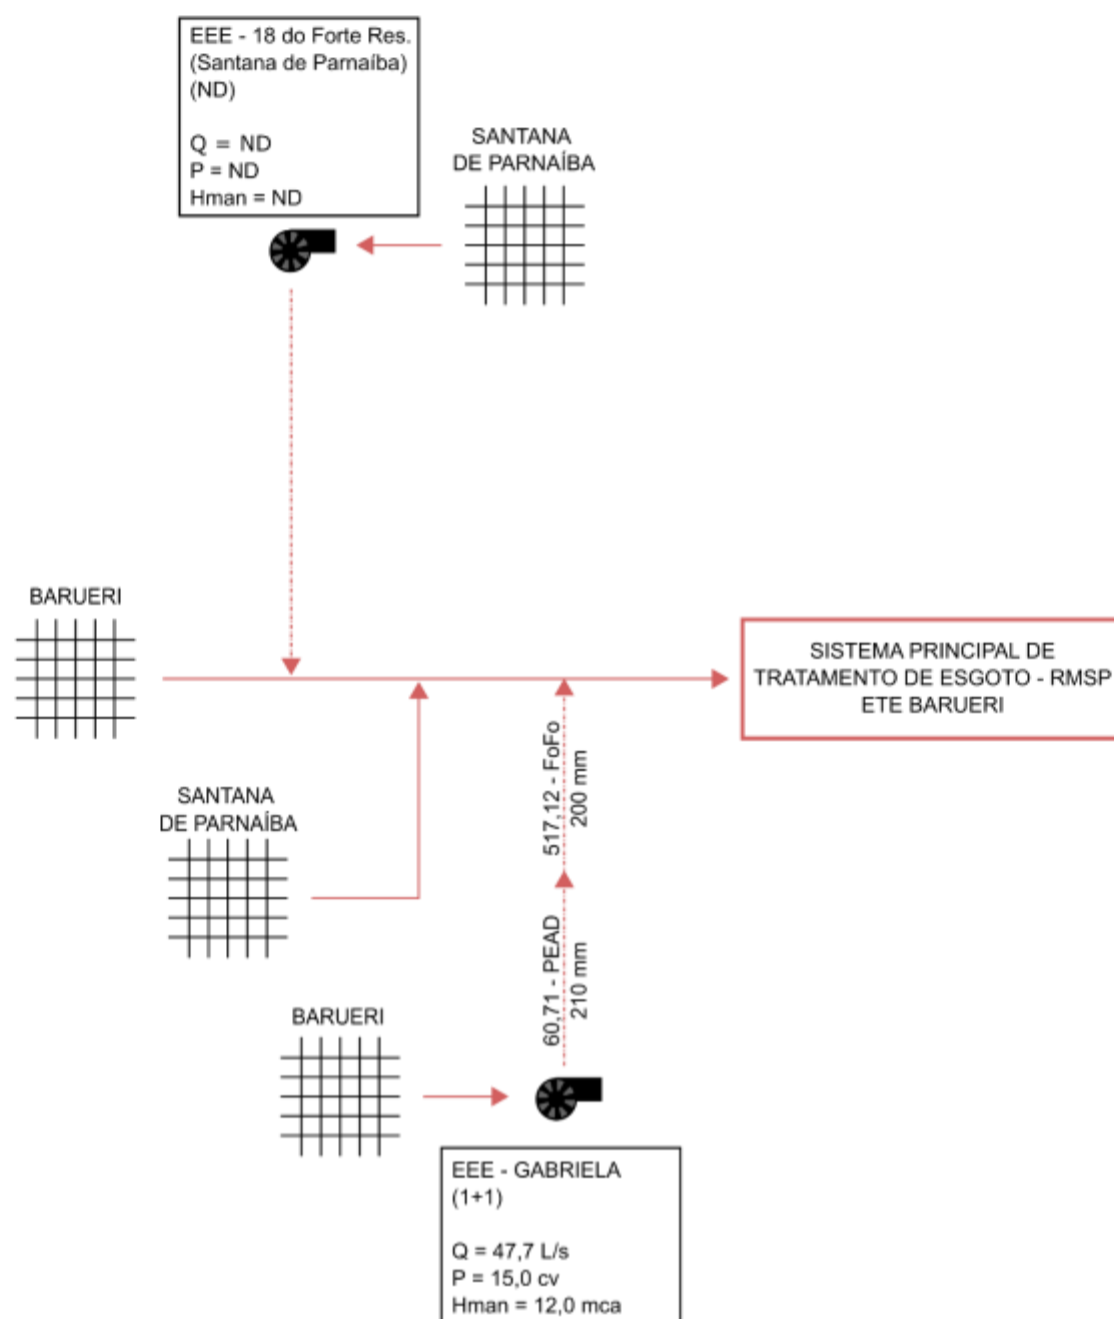 EEE - 18 do Forte Res.
(Santana de Parnaíba)
(ND)
Q = ND
P = ND
Hman = ND
SANTANA
DE PARNAÍBA
BARUERI
SISTEMA PRINCIPAL DE
TRATAMENTO DE ESGOTO - RMSP
ETE BARUERI
517,12 - FoFo
200 mm
SANTANA
DE PARNAÍBA
60,71 - PEAD
210 mm
BARUERI
EEE - GABRIELA
(1+1)
Q = 47,7 L/s
P = 15,0 cv
Hman = 12,0 mca